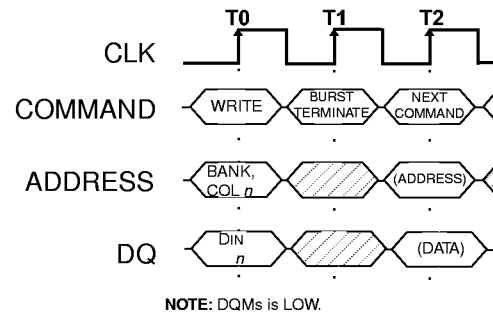 T0 T1 T2
CLK
COMMAND WRITE BURST TERMINATE NEXT COMMAND
ADDRESS BANK, COL n (ADDRESS)
DQ DIN n (DATA)
NOTE: DQMs is LOW.